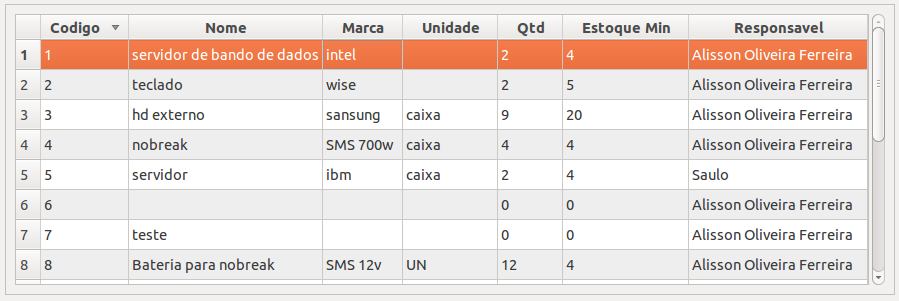 Codigo Nome Marca Unidade Qtd Estoque Min Responsavel
1 1 servidor de bando de dados intel 2 4 Alisson Oliveira Ferreira
2 2 teclado wise 2 5 Alisson Oliveira Ferreira
3 3 hd externo sansung caixa 9 20 Alisson Oliveira Ferreira
4 4 nobreak SMS 700w caixa 4 4 Alisson Oliveira Ferreira
5 5 servidor ibm caixa 2 4 Saulo
6 6 0 0 Alisson Oliveira Ferreira
7 7 teste 0 0 Alisson Oliveira Ferreira
8 8 Bateria para nobreak SMS 12v UN 12 4 Alisson Oliveira Ferreira